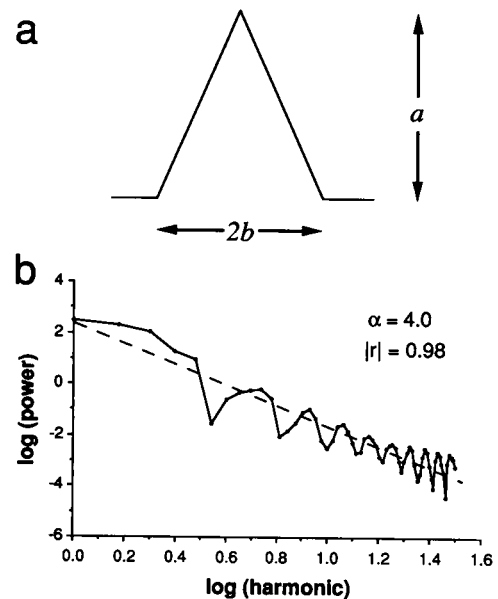 a
a
2b
b
α = 4.0
|r| = 0.98
log (power)
4
2
0
-2
-4
-6
0.0 0.2 0.4 0.6 0.8 1.0 1.2 1.4 1.6
log (harmonic)